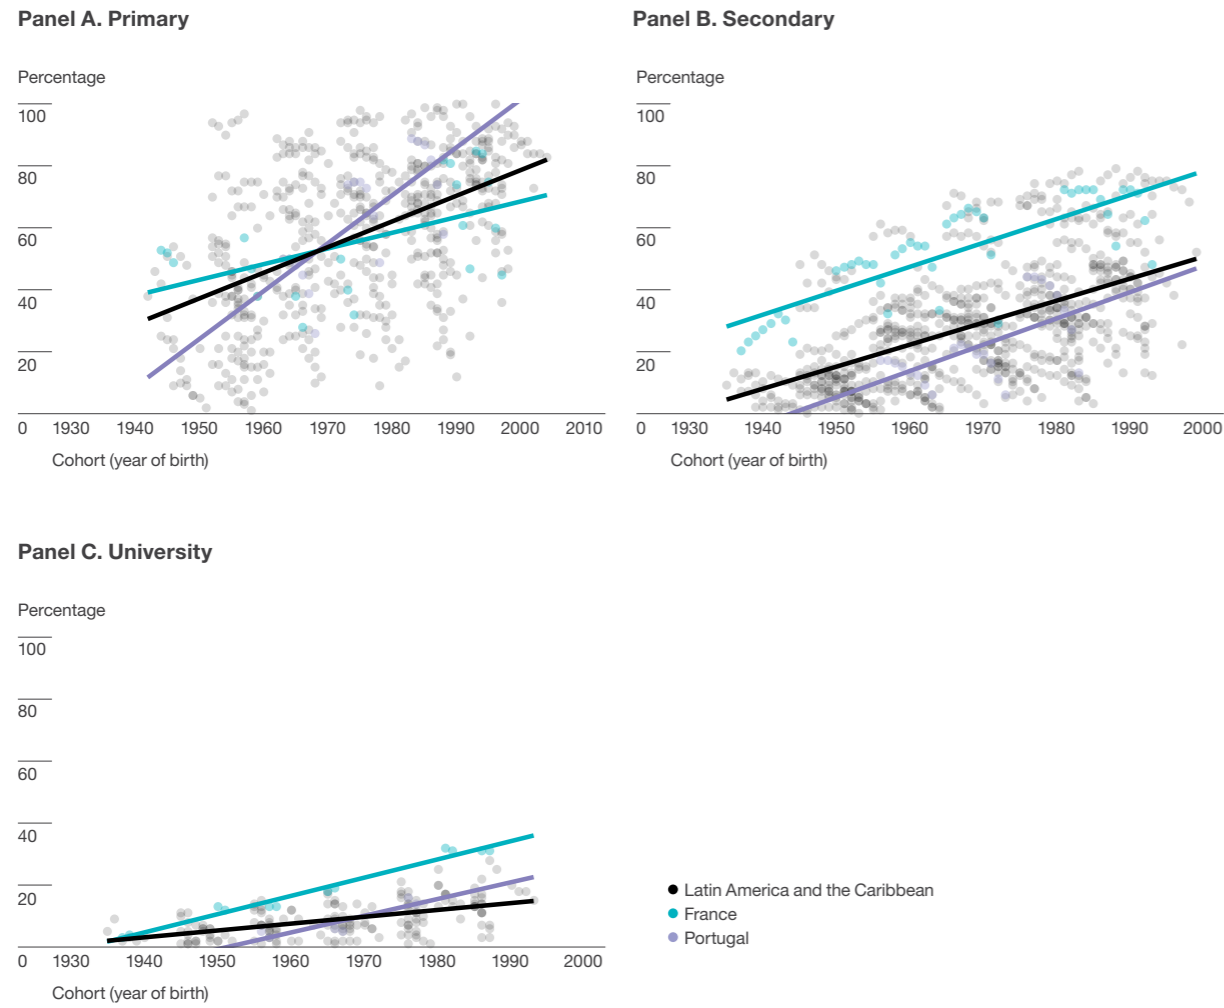 Panel A. Primary
Percentage
100
80
60
40
20
0 1930 1940 1950 1960 1970 1980 1990 2000 2010
Cohort (year of birth)
Panel B. Secondary
Percentage
100
80
60
40
20
0 1930 1940 1950 1960 1970 1980 1990 2000
Cohort (year of birth)
Panel C. University
Percentage
100
80
60
40
20
0 1930 1940 1950 1960 1970 1980 1990 2000
Cohort (year of birth)
Latin America and the Caribbean
France
Portugal